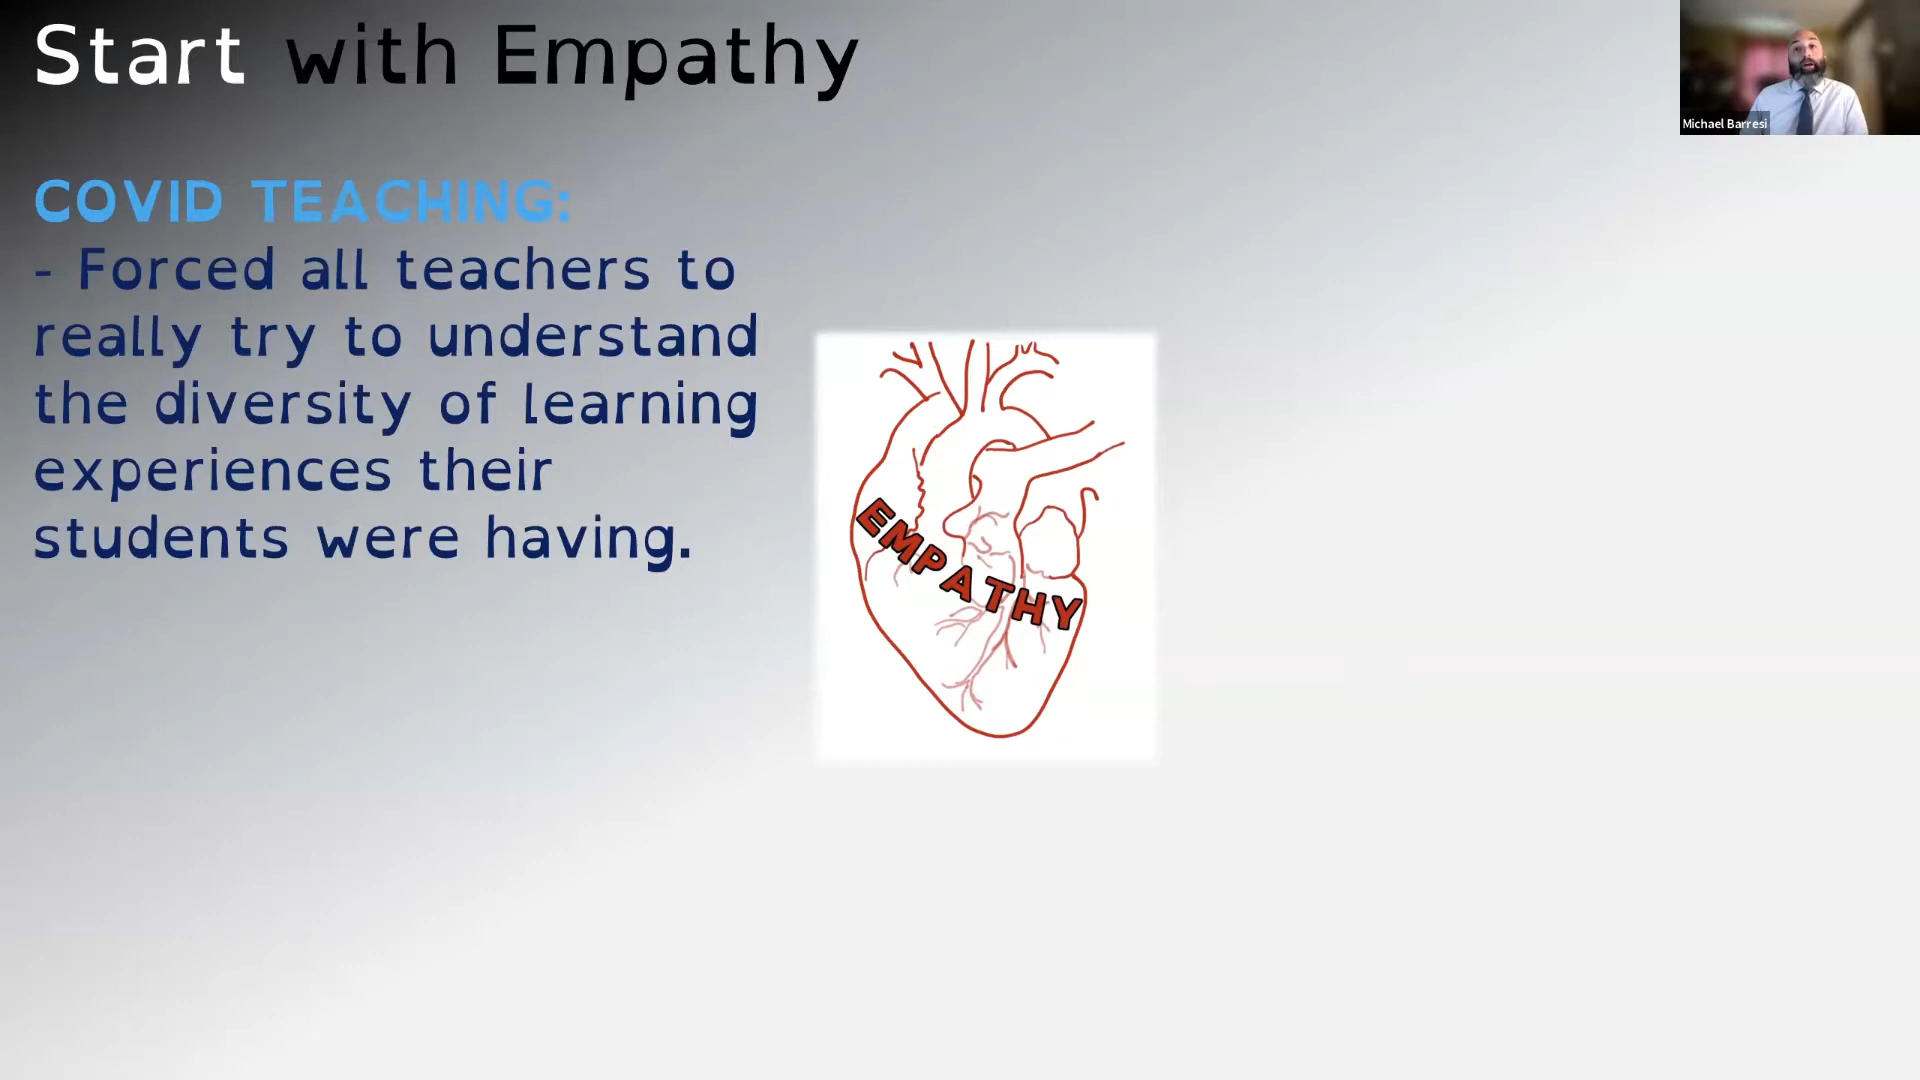 Start with Empathy
Michael Barresi
COVID TEACHING:
- Forced all teachers to
really try to understand
the diversity of learning
experiences their
students were having.
EMPATHY